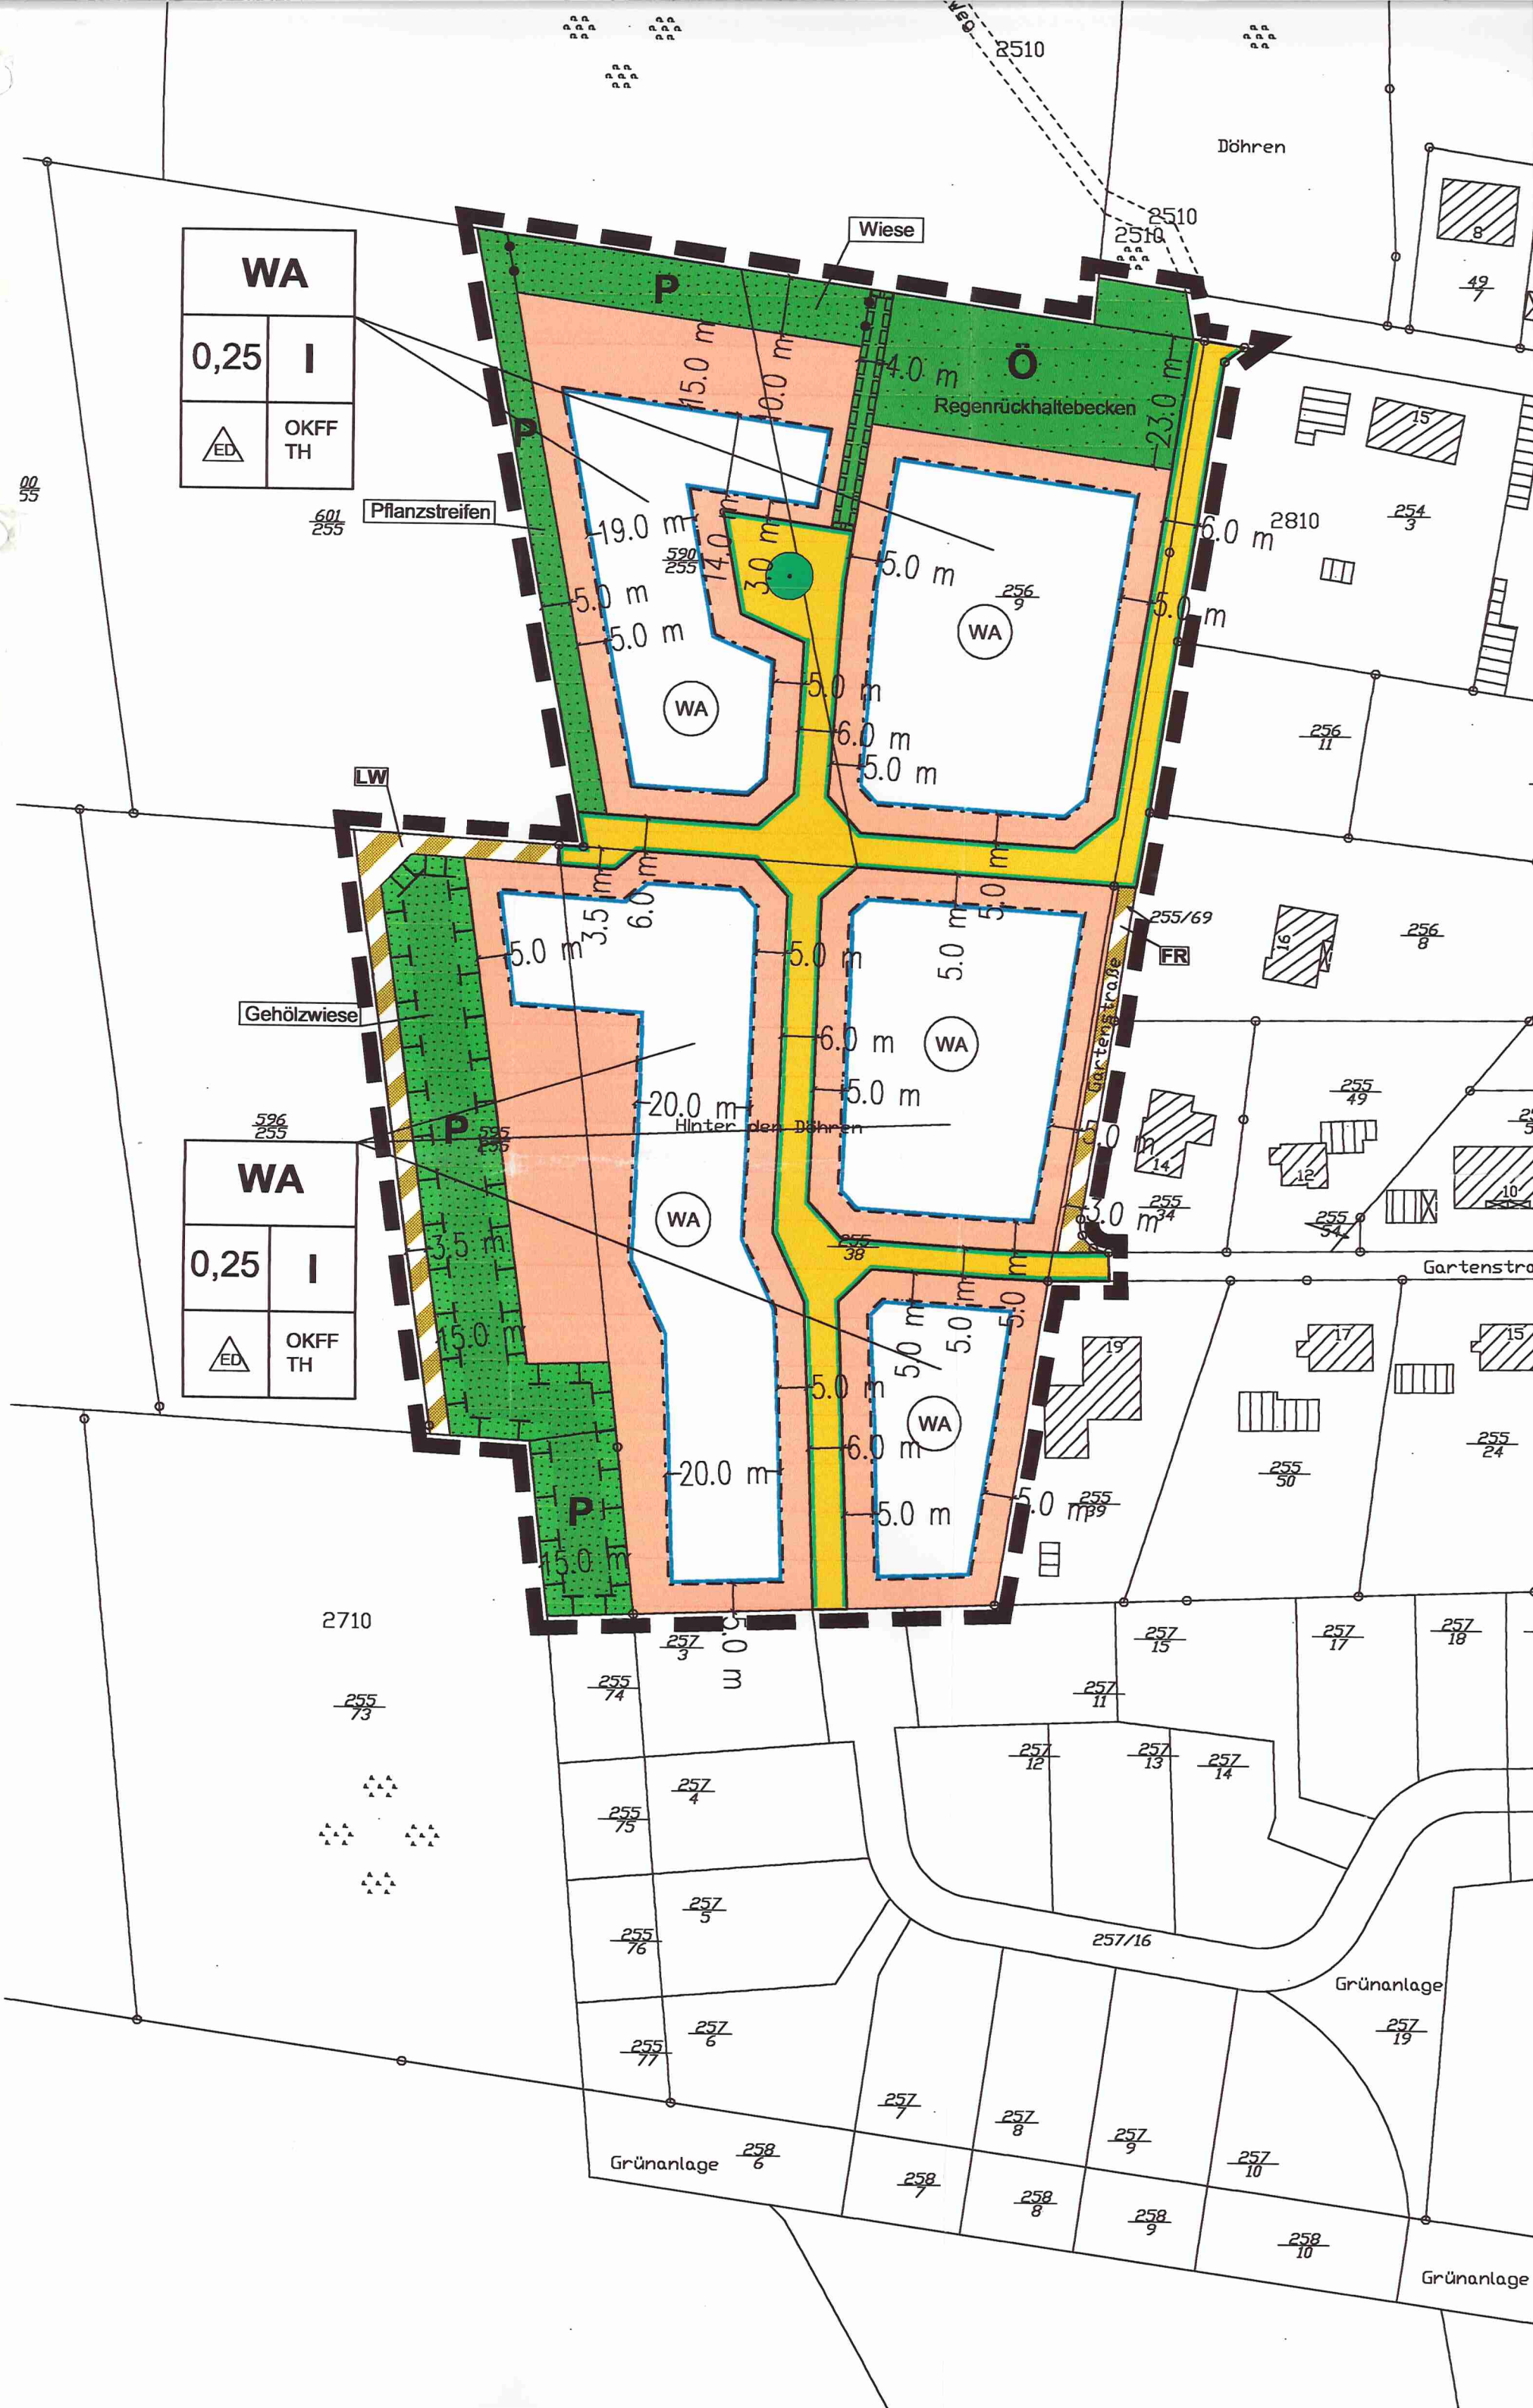 Weg
2510
Döhren
2510
2510
8
49
7
Wiese
WA
0,25
I
ED
OKFF
TH
P
15.0 m
4.0 m
Ö
Regenrückhaltebecken
23.0 m
15
P
00
55
601
255
Pflanzstreifen
19.0 m
590
255
14.0
3.0 m
5.0 m
256
9
6.0 m
2810
254
3
5.0 m
5.0 m
5.0 m
WA
WA
5.0 m
6.0 m
5.0 m
256
11
LW
3.5 m
6.0 m
5.0 m
5.0 m
5.0 m
5.0 m
255/69
FR
16
256
8
Gehölzwiese
Gartenstraße
6.0 m
WA
5.0 m
20.0 m
Hinter den Döhren
596
255
P
595
255
5.0 m
14
255
49
12
10
WA
0,25
I
ED
OKFF
TH
WA
3.0 m
255
34
255
54
3.5 m
255
38
Gartenstra
15.0 m
5.0 m
5.0 m
5.0 m
19
17
15
5.0 m
WA
6.0 m
20.0 m
255
24
255
50
P
5.0 m
5.0 m
255
39
15.0 m
2710
5.0 m
257
3
255
74
257
15
257
17
257
18
257
11
255
73
257
12
257
13
257
14
257
4
255
75
257
5
255
76
257/16
Grünanlage
257
6
255
77
257
19
257
7
257
8
257
9
257
10
Grünanlage
258
6
258
7
258
8
258
9
258
10
Grünanlage